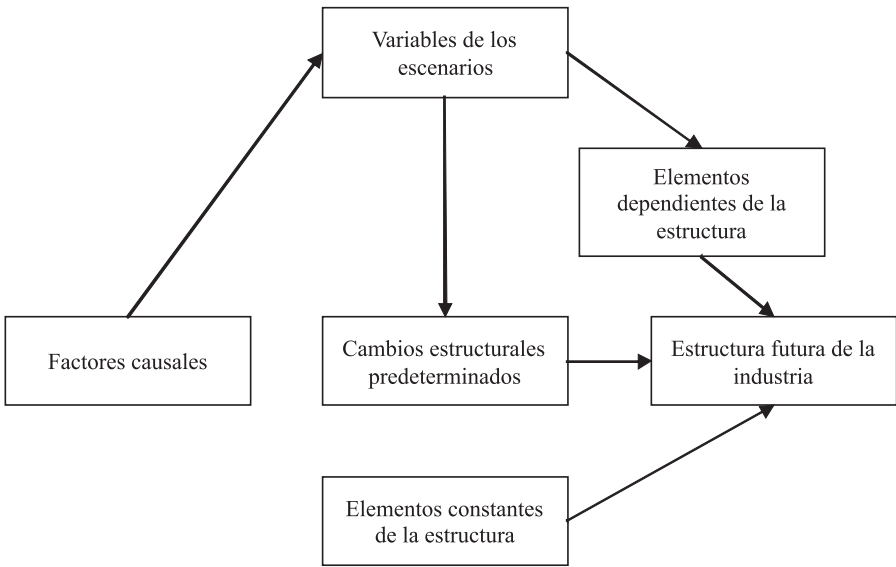 Variables de los
escenarios
Elementos
dependientes de la
estructura
Factores causales
Cambios estructurales
predeterminados
Estructura futura de la
industria
Elementos constantes
de la estructura